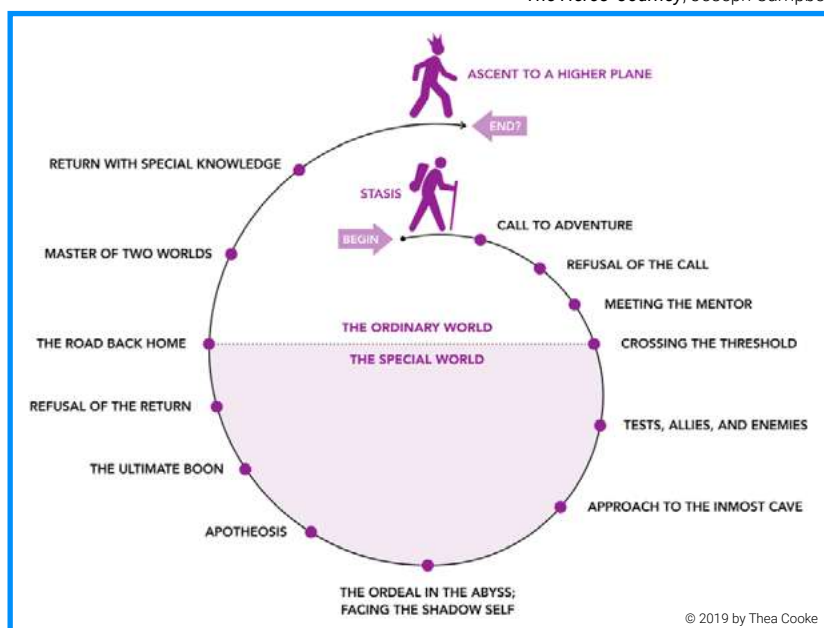 ASCENT TO A HIGHER PLANE
END?
RETURN WITH SPECIAL KNOWLEDGE
STASIS
BEGIN
CALL TO ADVENTURE
MASTER OF TWO WORLDS
REFUSAL OF THE CALL
MEETING THE MENTOR
THE ORDINARY WORLD
THE ROAD BACK HOME
CROSSING THE THRESHOLD
THE SPECIAL WORLD
REFUSAL OF THE RETURN
TESTS, ALLIES, AND ENEMIES
THE ULTIMATE BOON
APPROACH TO THE INMOST CAVE
APOTHEOSIS
THE ORDEAL IN THE ABYSS;
FACING THE SHADOW SELF
© 2019 by Thea Cooke